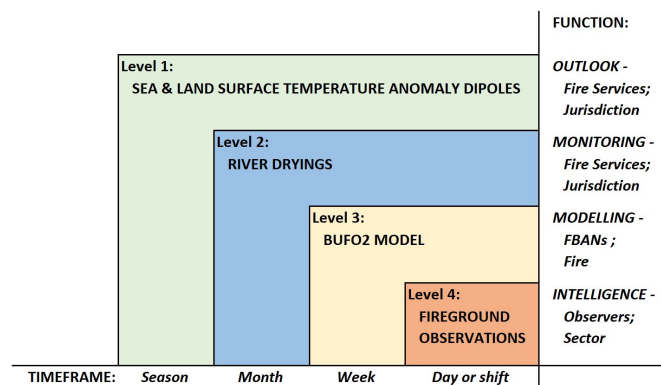 FUNCTION:
Level 1:
SEA & LAND SURFACE TEMPERATURE ANOMALY DIPOLES
OUTLOOK -
Fire Services;
Jurisdiction
Level 2:
RIVER DRYINGS
MONITORING -
Fire Services;
Jurisdiction
Level 3:
BUFO2 MODEL
MODELLING -
FBANs ;
Fire
Level 4:
FIREGROUND
OBSERVATIONS
INTELLIGENCE -
Observers;
Sector
TIMEFRAME: Season Month Week Day or shift